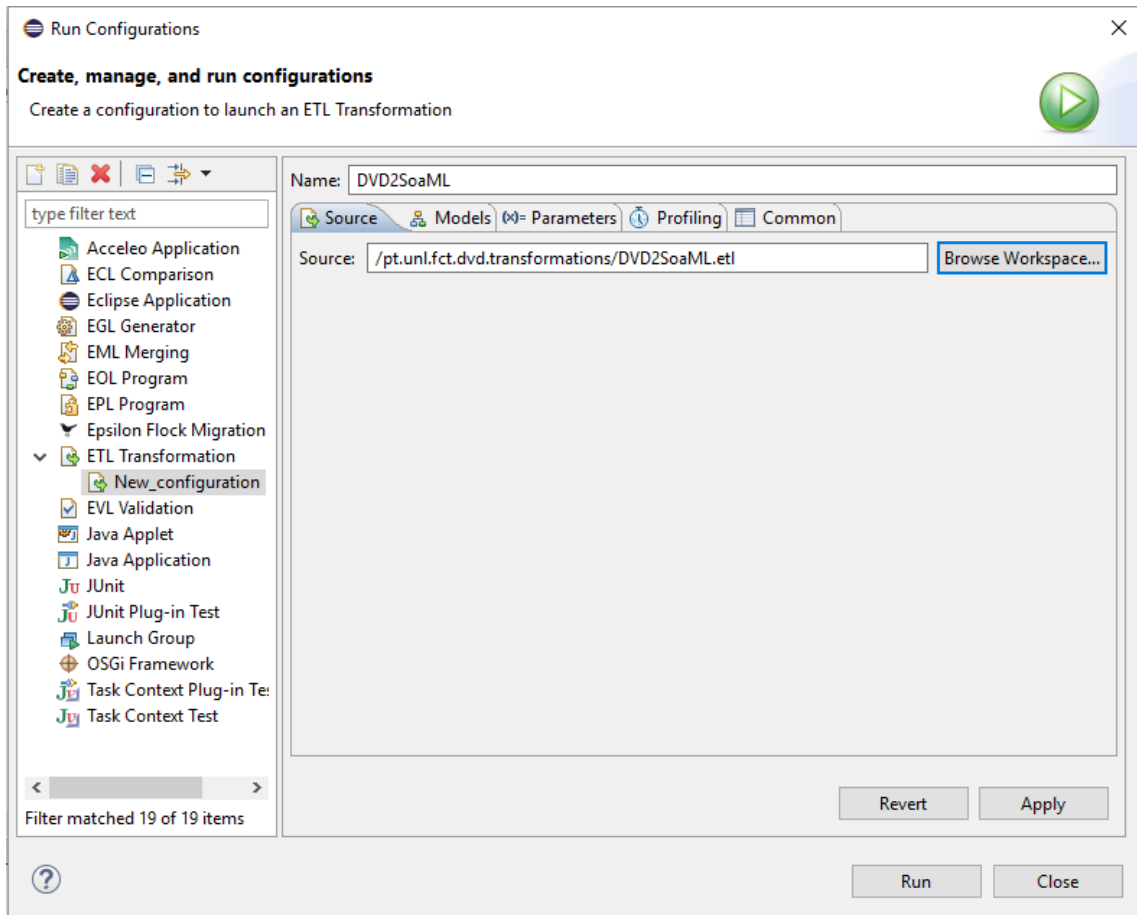 Run Configurations
Create, manage, and run configurations
Create a configuration to launch an ETL Transformation
type filter text
Acceleo Application
ECL Comparison
Eclipse Application
EGL Generator
EML Merging
EOL Program
EPL Program
Epsilon Flock Migration
ETL Transformation
New_configuration
EVL Validation
Java Applet
Java Application
JUnit
JUnit Plug-in Test
Launch Group
OSGi Framework
Task Context Plug-in Te
Task Context Test
Filter matched 19 of 19 items
Name: DVD2SoaML
Source Models (x)= Parameters Profiling Common
Source: /pt.unl.fct.dvd.transformations/DVD2SoaML.etl Browse Workspace...
Revert Apply
Run Close